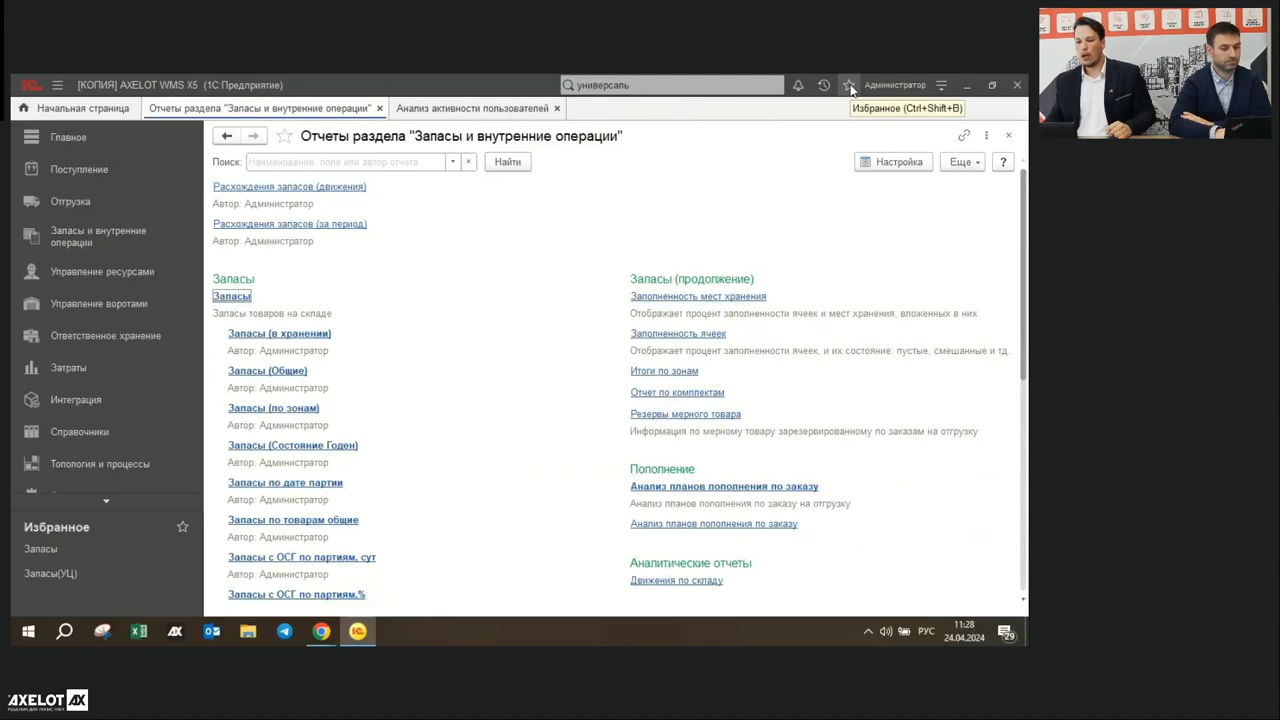 [КОПИЯ] AXELOT WMS X5 (1С:Предприятие)
универсаль
Администратор
Избранное (Ctrl+Shift+B)
Начальная страница
Отчеты раздела "Запасы и внутренние операции"
Анализ активности пользователей
Отчеты раздела "Запасы и внутренние операции"
Поиск:
Наименование, поле или автор отчета
Найти
Настройка
Еще
?
Главное
Поступление
Отгрузка
Запасы и внутренние
операции
Управление ресурсами
Управление воротами
Ответственное хранение
Затраты
Интеграция
Справочники
Топология и процессы
Избранное
Запасы
Запасы(УЦ)
Расхождения запасов (движения)
Автор: Администратор
Расхождения запасов (за период)
Автор: Администратор
Запасы
Запасы
Запасы товаров на складе
Запасы (в хранении)
Автор: Администратор
Запасы (Общие)
Автор: Администратор
Запасы (по зонам)
Автор: Администратор
Запасы (Состояние Годен)
Автор: Администратор
Запасы по дате партии
Автор: Администратор
Запасы по товарам общие
Автор: Администратор
Запасы с ОСГ по партиям, сут
Автор: Администратор
Запасы с ОСГ по партиям,%
Запасы (продолжение)
Заполненность мест хранения
Отображает процент заполненности ячеек и мест хранения, вложенных в них
Заполненность ячеек
Отображает процент заполненности ячеек, и их состояние: пустые, смешанные и тд.
Итоги по зонам
Отчет по комплектам
Резервы мерного товара
Информация по мерному товару зарезервированному по заказам на отгрузку
Пополнение
Анализ планов пополнения по заказу
Анализ планов пополнения по заказу на отгрузку
Анализ планов пополнения по заказу
Аналитические отчеты
Движения по складу
РУС
11:28
24.04.2024
29
AXELOT AX
РЕШЕНИЯ ДЛЯ ЛОГИСТИКИ